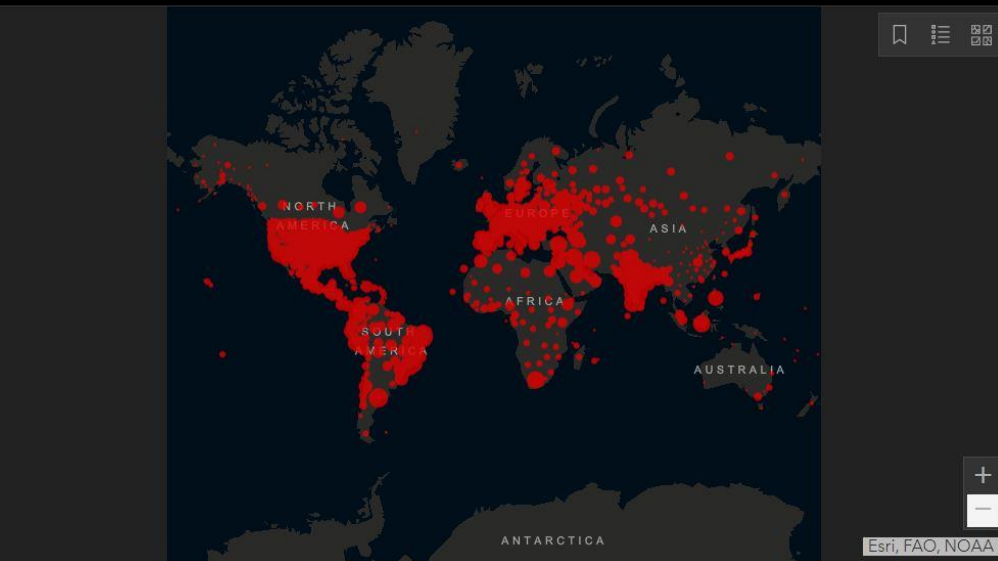 NORTH
AMERICA
EUROPE
ASIA
AFRICA
SOUTH
AMERICA
AUSTRALIA
ANTARCTICA
Esri, FAO, NOAA